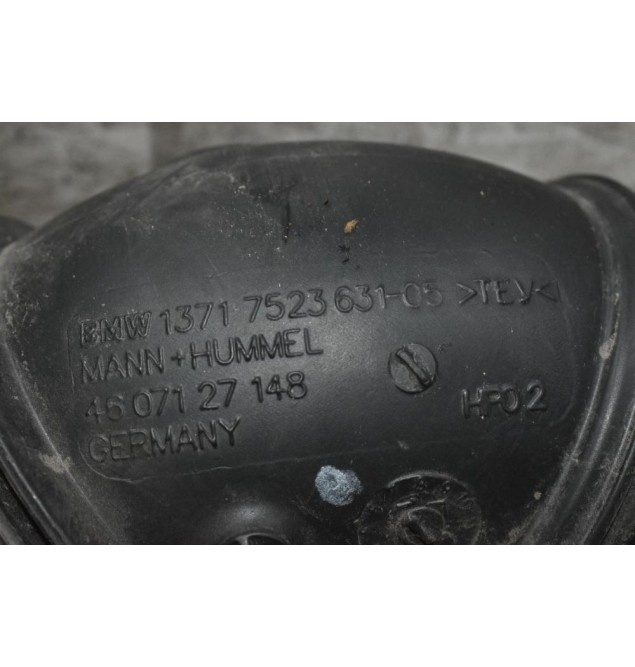 BMW 1371 7523 631-05 >TEV<
MANN+HUMMEL
46 071 27 148
HF02
GERMANY